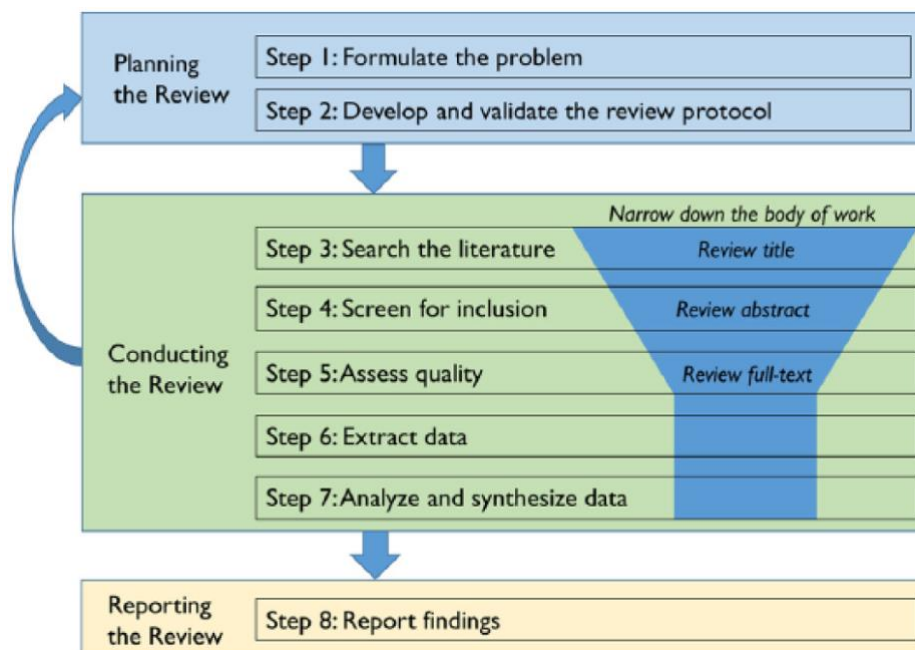 Planning
the Review
Step 1: Formulate the problem
Step 2: Develop and validate the review protocol
Conducting
the Review
Narrow down the body of work
Step 3: Search the literature
Review title
Step 4: Screen for inclusion
Review abstract
Step 5: Assess quality
Review full-text
Step 6: Extract data
Step 7: Analyze and synthesize data
Reporting
the Review
Step 8: Report findings